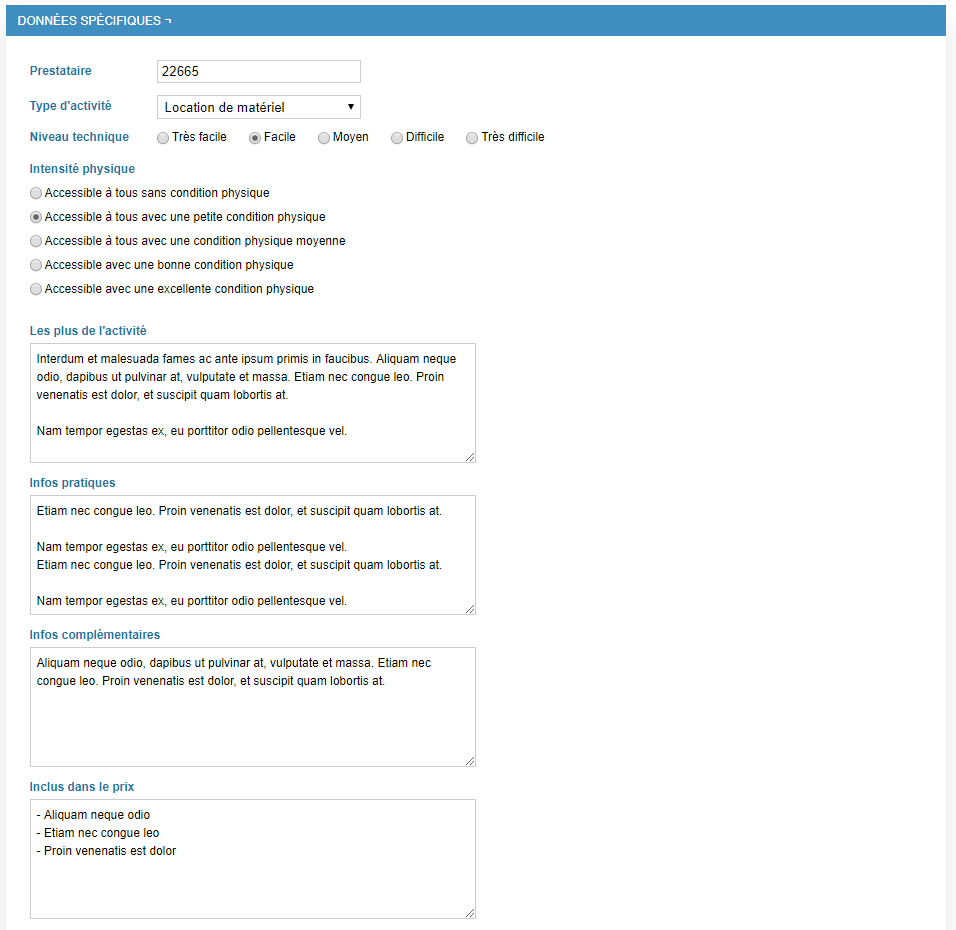 DONNÉES SPÉCIFIQUES ¬
Prestataire 22665
Type d'activité Location de matériel
Niveau technique Très facile Facile Moyen Difficile Très difficile
Intensité physique
Accessible à tous sans condition physique
Accessible à tous avec une petite condition physique
Accessible à tous avec une condition physique moyenne
Accessible avec une bonne condition physique
Accessible avec une excellente condition physique
Les plus de l'activité
Interdum et malesuada fames ac ante ipsum primis in faucibus. Aliquam neque
odio, dapibus ut pulvinar at, vulputate et massa. Etiam nec congue leo. Proin
venenatis est dolor, et suscipit quam lobortis at.
Nam tempor egestas ex, eu porttitor odio pellentesque vel.
Infos pratiques
Etiam nec congue leo. Proin venenatis est dolor, et suscipit quam lobortis at.
Nam tempor egestas ex, eu porttitor odio pellentesque vel.
Etiam nec congue leo. Proin venenatis est dolor, et suscipit quam lobortis at.
Nam tempor egestas ex, eu porttitor odio pellentesque vel.
Infos complémentaires
Aliquam neque odio, dapibus ut pulvinar at, vulputate et massa. Etiam nec
congue leo. Proin venenatis est dolor, et suscipit quam lobortis at.
Inclus dans le prix
- Aliquam neque odio
- Etiam nec congue leo
- Proin venenatis est dolor